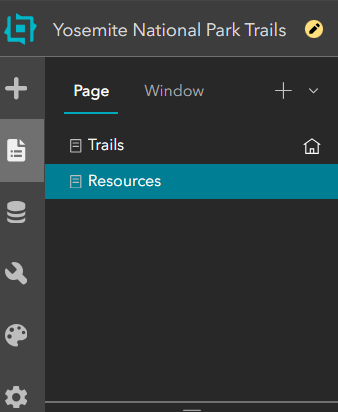 Yosemite National Park Trails
Page Window
Trails
Resources